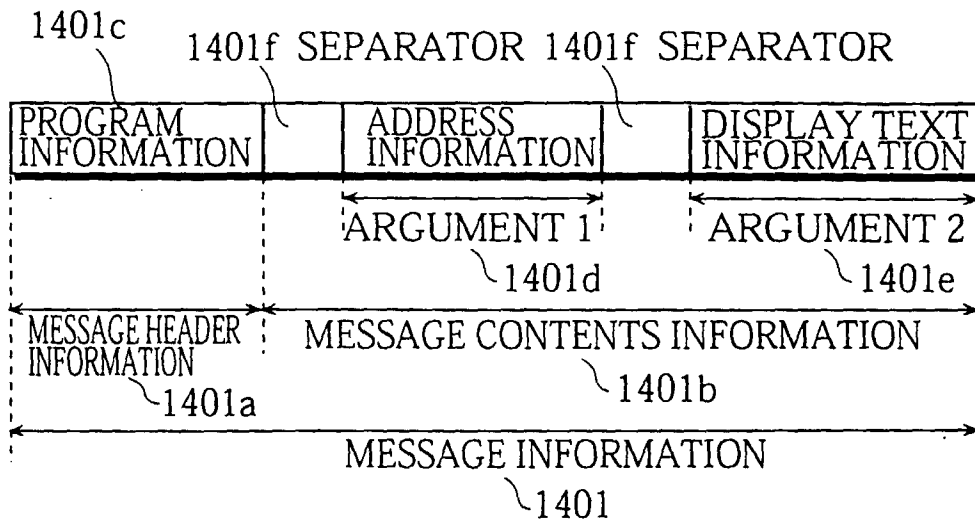 1401c
1401f SEPARATOR 1401f SEPARATOR
PROGRAM INFORMATION
ADDRESS INFORMATION
DISPLAY TEXT INFORMATION
ARGUMENT 1
1401d
ARGUMENT 2
1401e
MESSAGE HEADER
INFORMATION
1401a
MESSAGE CONTENTS INFORMATION
1401b
MESSAGE INFORMATION
1401